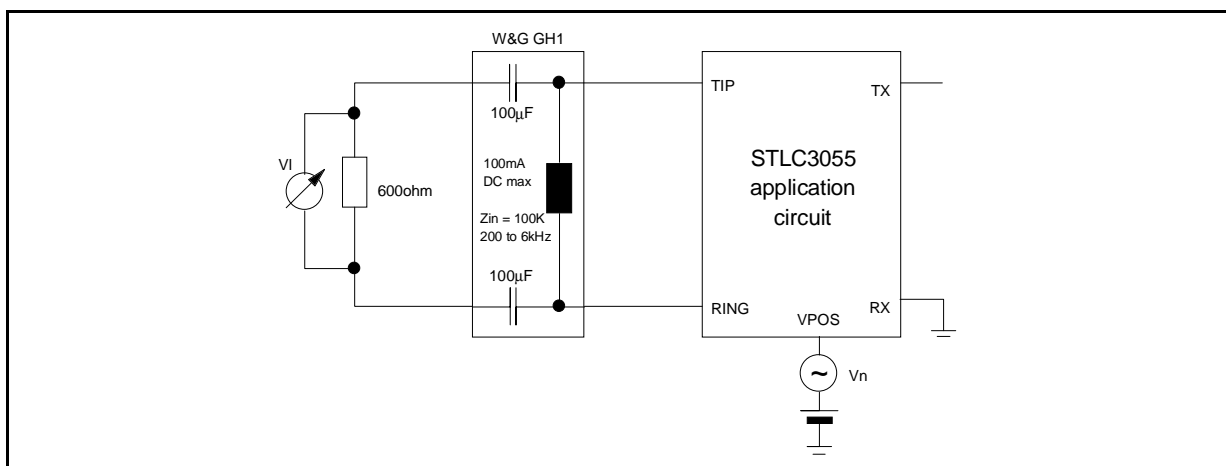 W&G GH1
TIP
TX
100μF
STLC3055
application
circuit
VI
600ohm
100mA
DC max
Zin = 100K
200 to 6kHz
100μF
RING
RX
VPOS
~
Vn